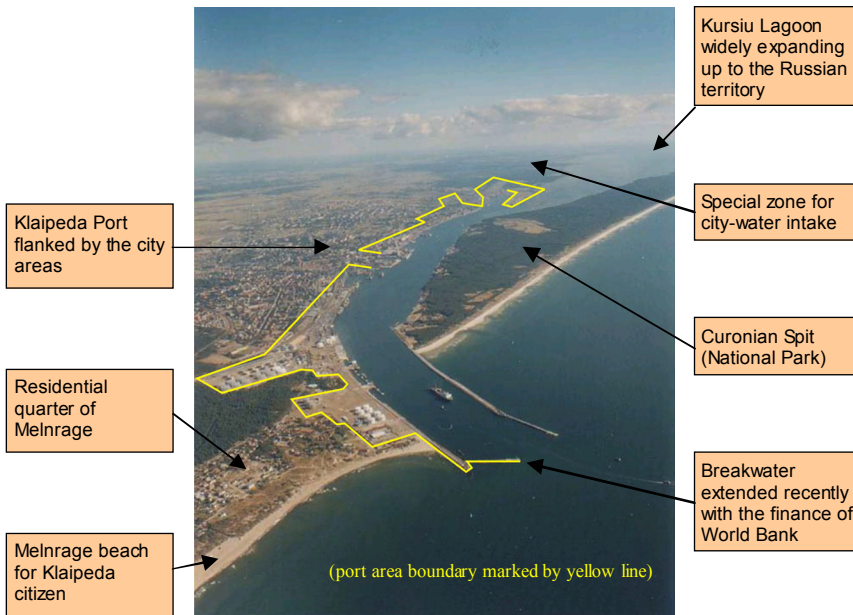 Kursiu Lagoon
widely expanding
up to the Russian
territory
Klaipeda Port
flanked by the city
areas
Special zone for
city-water intake
Curonian Spit
(National Park)
Residential
quarter of
Melnrage
Breakwater
extended recently
with the finance of
World Bank
Melnrage beach
for Klaipeda
citizen
(port area boundary marked by yellow line)